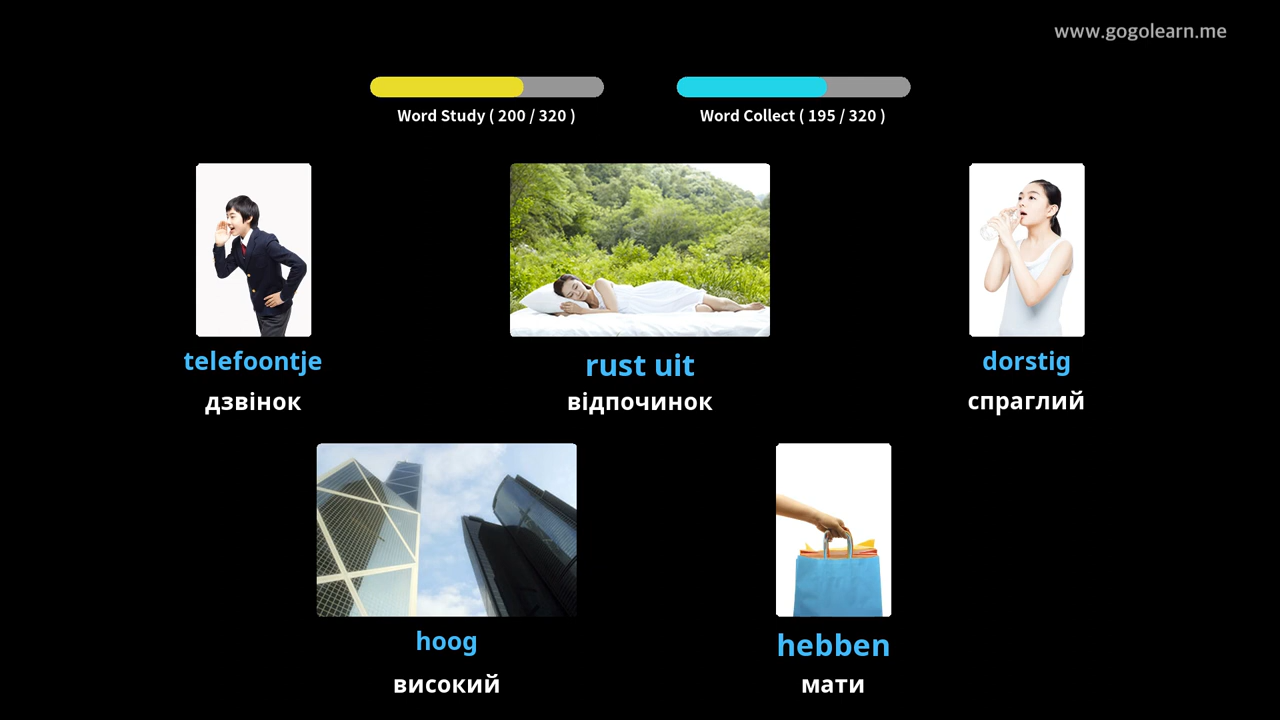 www.gogolearn.me
Word Study ( 200 / 320 )
Word Collect ( 195 / 320 )
telefoontje
дзвінок
rust uit
відпочинок
dorstig
спраглий
hoog
високий
hebben
мати